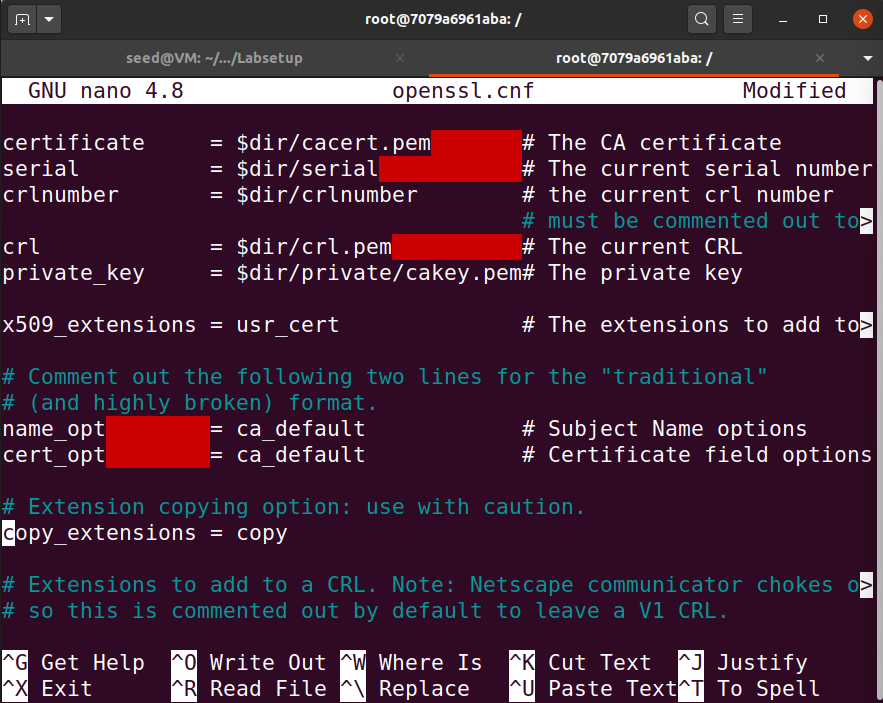 root@7079a6961aba: /
seed@VM: ~/.../Labsetup
root@7079a6961aba: /
GNU nano 4.8 openssl.cnf Modified
certificate = $dir/cacert.pem # The CA certificate
serial = $dir/serial # The current serial number
crlnumber = $dir/crlnumber # the current crl number
# must be commented out to>
crl = $dir/crl.pem # The current CRL
private_key = $dir/private/cakey.pem# The private key
x509_extensions = usr_cert # The extensions to add to>
# Comment out the following two lines for the "traditional"
# (and highly broken) format.
name_opt = ca_default # Subject Name options
cert_opt = ca_default # Certificate field options
# Extension copying option: use with caution.
copy_extensions = copy
# Extensions to add to a CRL. Note: Netscape communicator chokes o>
# so this is commented out by default to leave a V1 CRL.
^G Get Help ^O Write Out ^W Where Is ^K Cut Text ^J Justify
^X Exit ^R Read File ^\ Replace ^U Paste Text^T To Spell